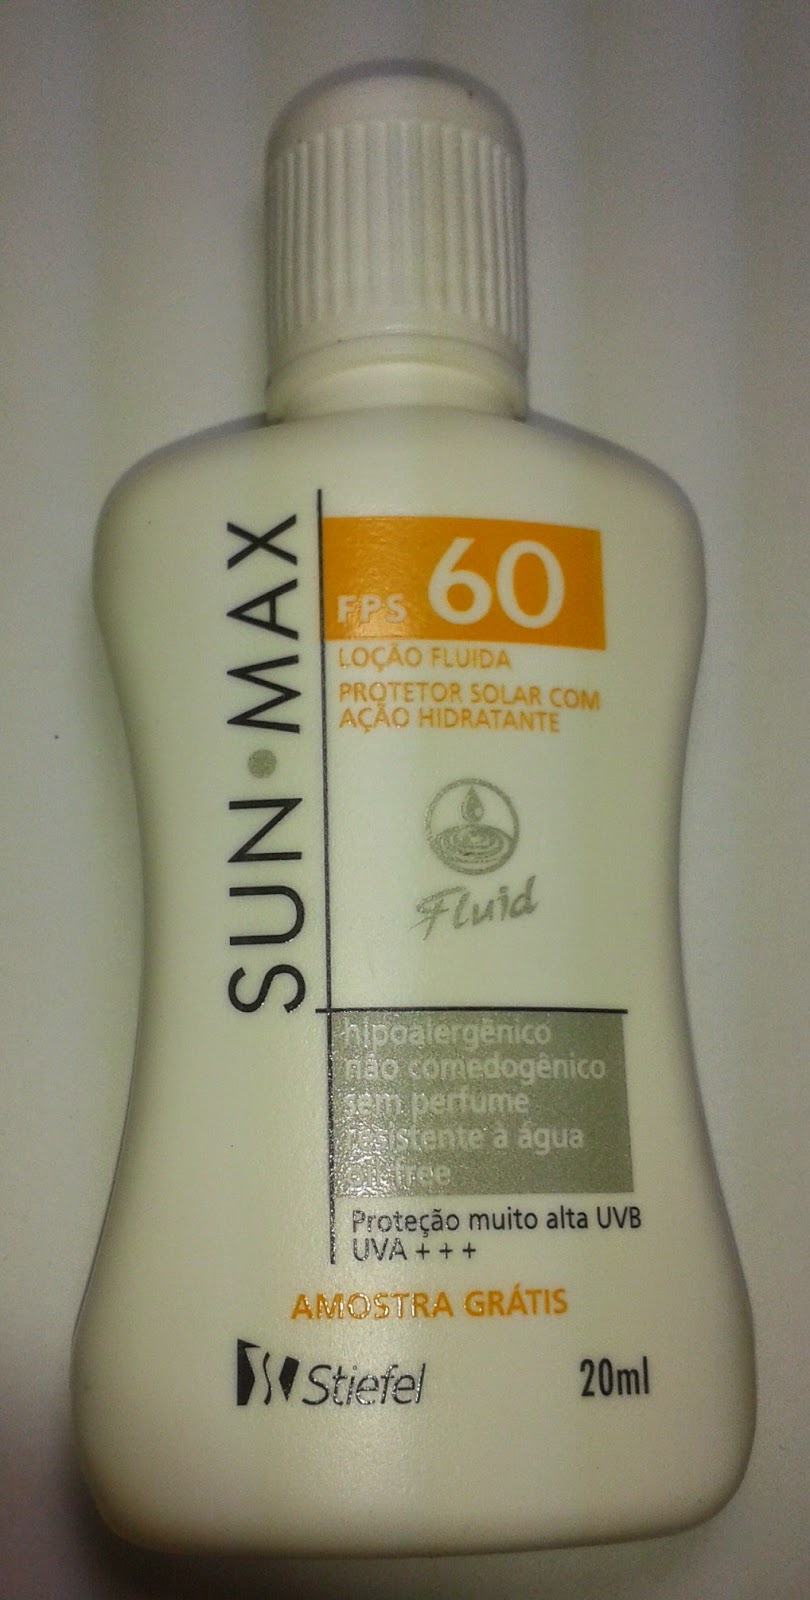 SUN • MAX
FPS 60
LOÇÃO FLUIDA
PROTETOR SOLAR COM
AÇÃO HIDRATANTE
Fluid
hipoalergênico
não comedogênico
sem perfume
resistente à água
oil free
Proteção muito alta UVB
UVA + + +
AMOSTRA GRÁTIS
Stiefel
20ml